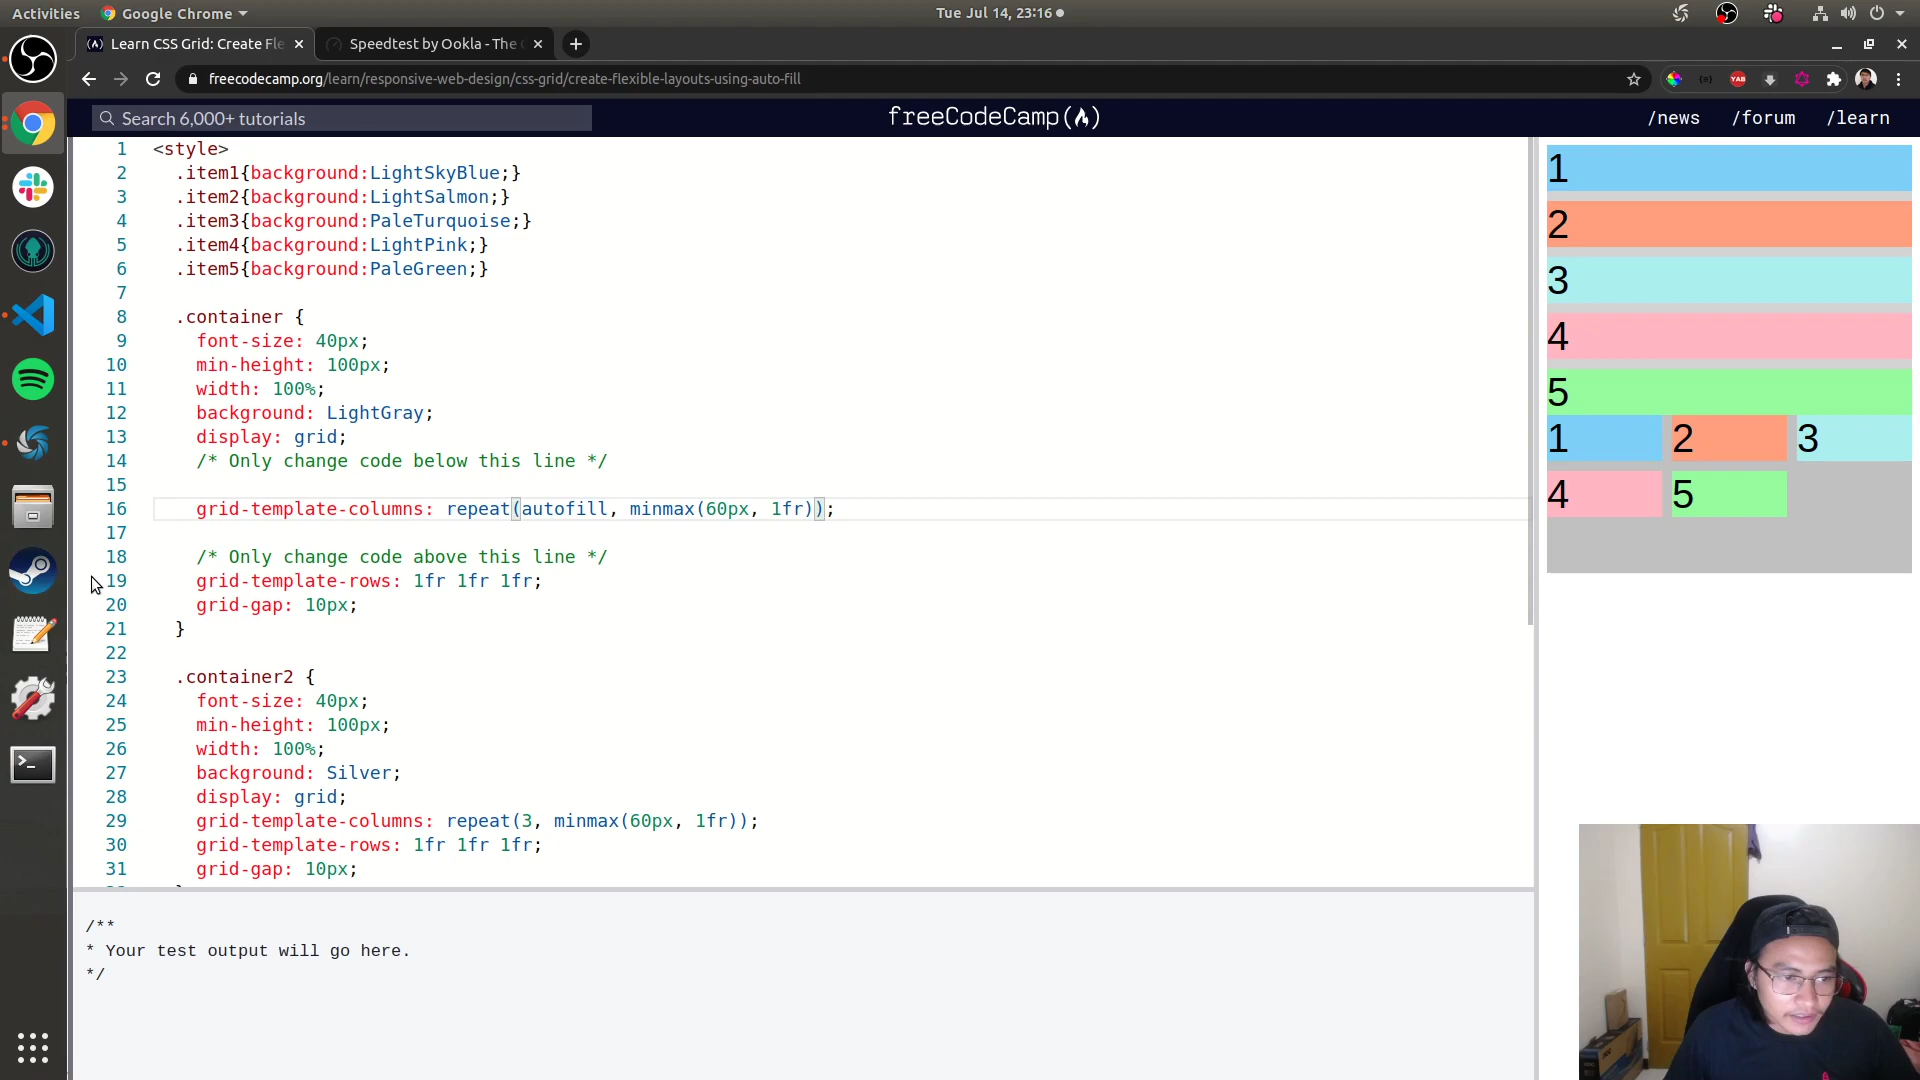 Activities
Google Chrome
Tue Jul 14, 23:16
Learn CSS Grid: Create Fle
Speedtest by Ookla - The
freecodecamp.org/learn/responsive-web-design/css-grid/create-flexible-layouts-using-auto-fill
YAB
Search 6,000+ tutorials
freeCodeCamp
/news
/forum
/learn
1 <style>
2 .item1{background:LightSkyBlue;}
3 .item2{background:LightSalmon;}
4 .item3{background:PaleTurquoise;}
5 .item4{background:LightPink;}
6 .item5{background:PaleGreen;}
7
8 .container {
9 font-size: 40px;
10 min-height: 100px;
11 width: 100%;
12 background: LightGray;
13 display: grid;
14 /* Only change code below this line */
15
16 grid-template-columns: repeat(autofill, minmax(60px, 1fr));
17
18 /* Only change code above this line */
19 grid-template-rows: 1fr 1fr 1fr;
20 grid-gap: 10px;
21 }
22
23 .container2 {
24 font-size: 40px;
25 min-height: 100px;
26 width: 100%;
27 background: Silver;
28 display: grid;
29 grid-template-columns: repeat(3, minmax(60px, 1fr));
30 grid-template-rows: 1fr 1fr 1fr;
31 grid-gap: 10px;
/**
* Your test output will go here.
*/
1
2
3
4
5
1 2 3
4 5